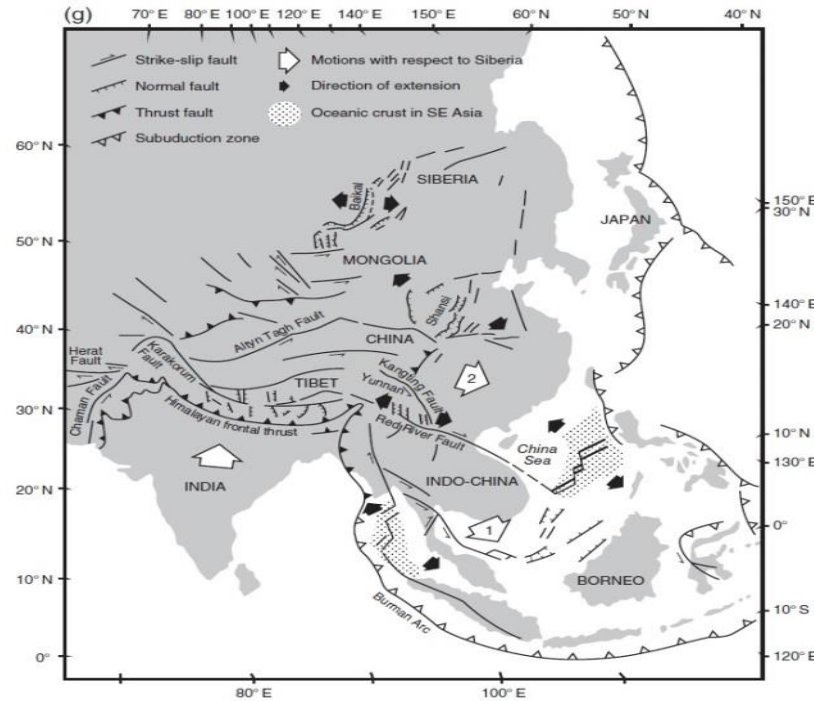 (g)
70° E 80° E 100° E 120° E 140° E 150° E 60° N 50° N 40° N
Strike-slip fault
Normal fault
Thrust fault
Subuduction zone
Motions with respect to Siberia
Direction of extension
Oceanic crust in SE Asia
60° N
50° N
40° N
30° N
20° N
10° N
0°
SIBERIA
Baikal
MONGOLIA
JAPAN
Shansi
Altyn Tagh Fault
CHINA
Herat
Fault
Karakorum
Fault
Chaman Fault
TIBET
Kangting Fault
Yunnan
2
Himalayan frontal thrust
Red River Fault
China
Sea
INDIA
INDO-CHINA
1
BORNEO
Burman Arc
150° E
30° N
140° E
20° N
10° N
130° E
0°
10° S
120° E
80° E 100° E